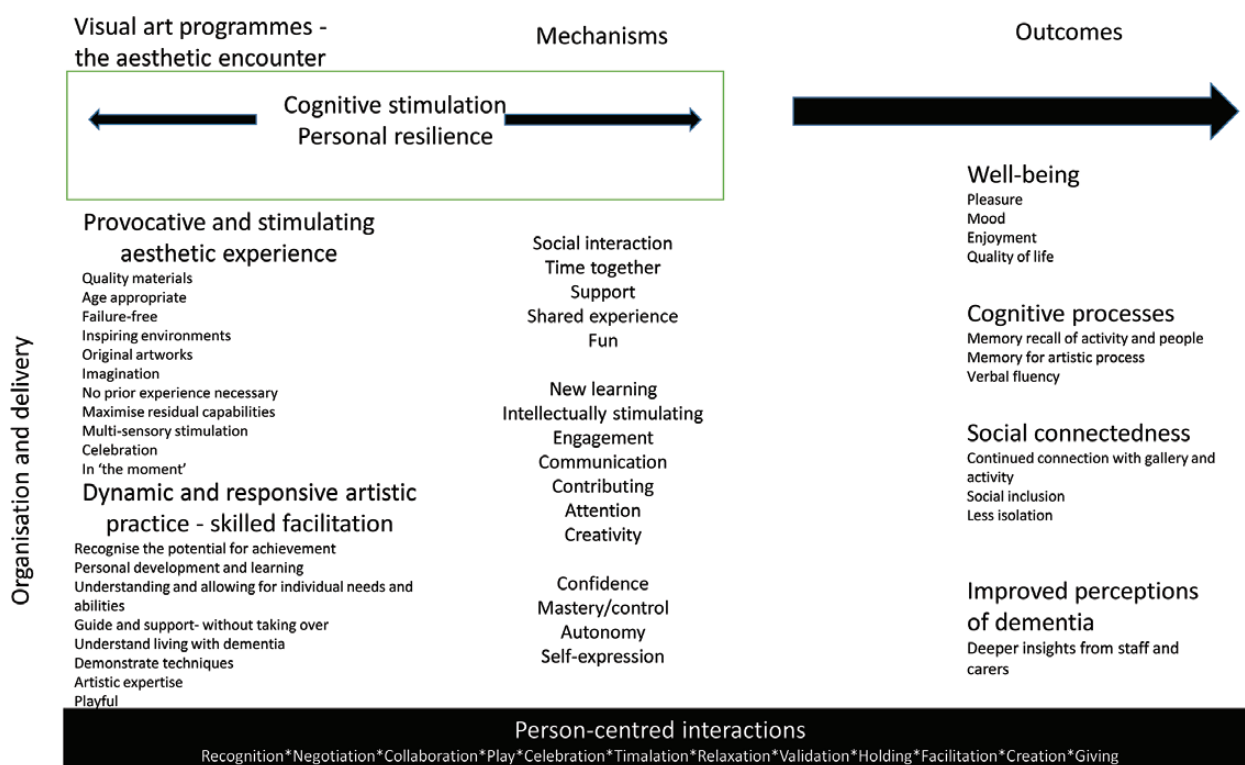 Visual art programmes -
the aesthetic encounter
Mechanisms
Outcomes
Cognitive stimulation
Personal resilience
Organisation and delivery
Provocative and stimulating
aesthetic experience
Quality materials
Age appropriate
Failure-free
Inspiring environments
Original artworks
Imagination
No prior experience necessary
Maximise residual capabilities
Multi-sensory stimulation
Celebration
In ‘the moment’
Dynamic and responsive artistic
practice - skilled facilitation
Recognise the potential for achievement
Personal development and learning
Understanding and allowing for individual needs and
abilities
Guide and support- without taking over
Understand living with dementia
Demonstrate techniques
Artistic expertise
Playful
Social interaction
Time together
Support
Shared experience
Fun
New learning
Intellectually stimulating
Engagement
Communication
Contributing
Attention
Creativity
Confidence
Mastery/control
Autonomy
Self-expression
Well-being
Pleasure
Mood
Enjoyment
Quality of life
Cognitive processes
Memory recall of activity and people
Memory for artistic process
Verbal fluency
Social connectedness
Continued connection with gallery and
activity
Social inclusion
Less isolation
Improved perceptions
of dementia
Deeper insights from staff and
carers
Person-centred interactions
Recognition*Negotiation*Collaboration*Play*Celebration*Timalation*Relaxation*Validation*Holding*Facilitation*Creation*Giving